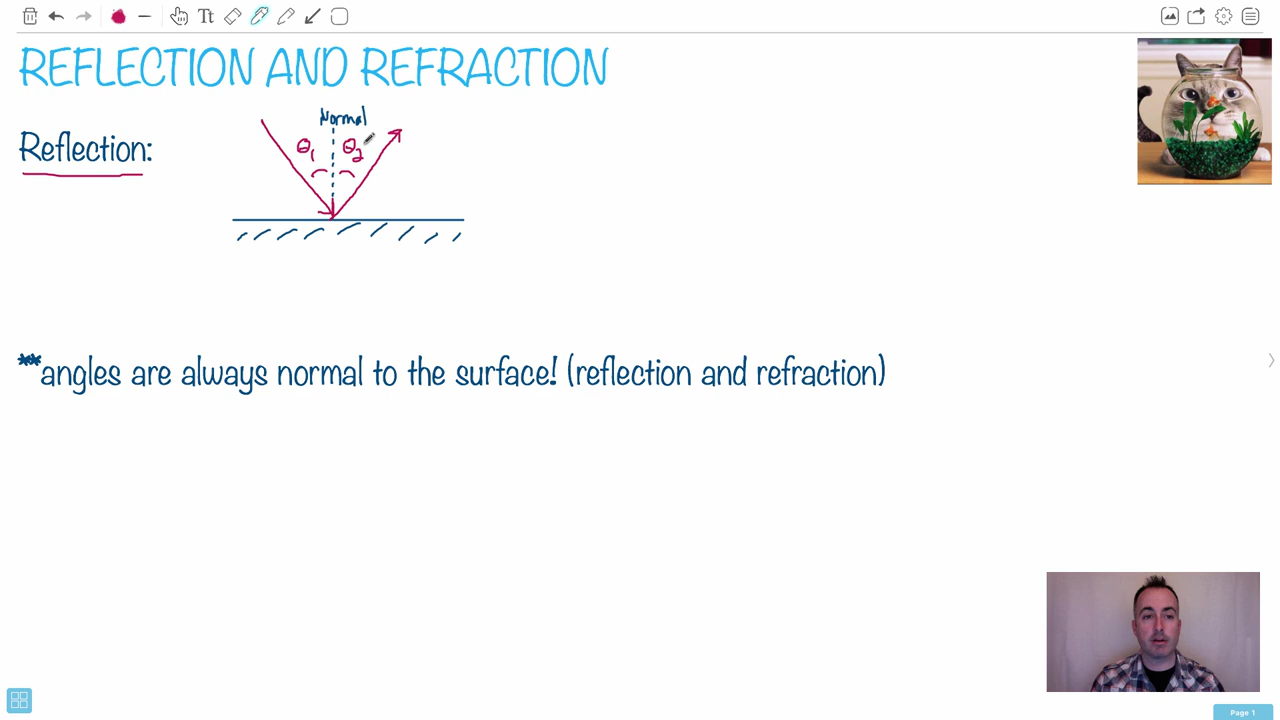 Tt
REFLECTION AND REFRACTION
Normal
Reflection:
θ1 θ2
**angles are always normal to the surface! (reflection and refraction)
Page 1